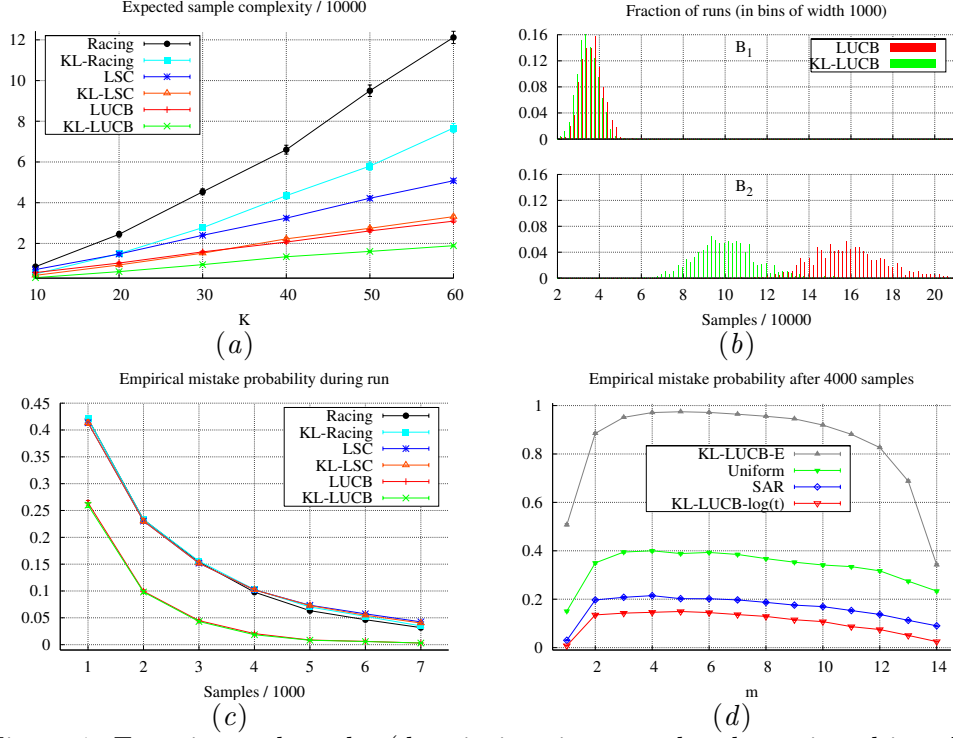 Expected sample complexity / 10000
12
10
8
6
4
2
Racing
KL-Racing
LSC
KL-LSC
LUCB
KL-LUCB
10 20 30 40 50 60
K
(a)
Fraction of runs (in bins of width 1000)
0.16
0.12
0.08
0.04
0
B1
LUCB
KL-LUCB
0.16
0.12
0.08
0.04
0
B2
2 4 6 8 10 12 14 16 18 20
Samples / 10000
(b)
Empirical mistake probability during run
0.45
0.4
0.35
0.3
0.25
0.2
0.15
0.1
0.05
0
Racing
KL-Racing
LSC
KL-LSC
LUCB
KL-LUCB
1 2 3 4 5 6 7
Samples / 1000
(c)
Empirical mistake probability after 4000 samples
1
0.8
0.6
0.4
0.2
0
KL-LUCB-E
Uniform
SAR
KL-LUCB-log(t)
2 4 6 8 10 12 14
m
(d)